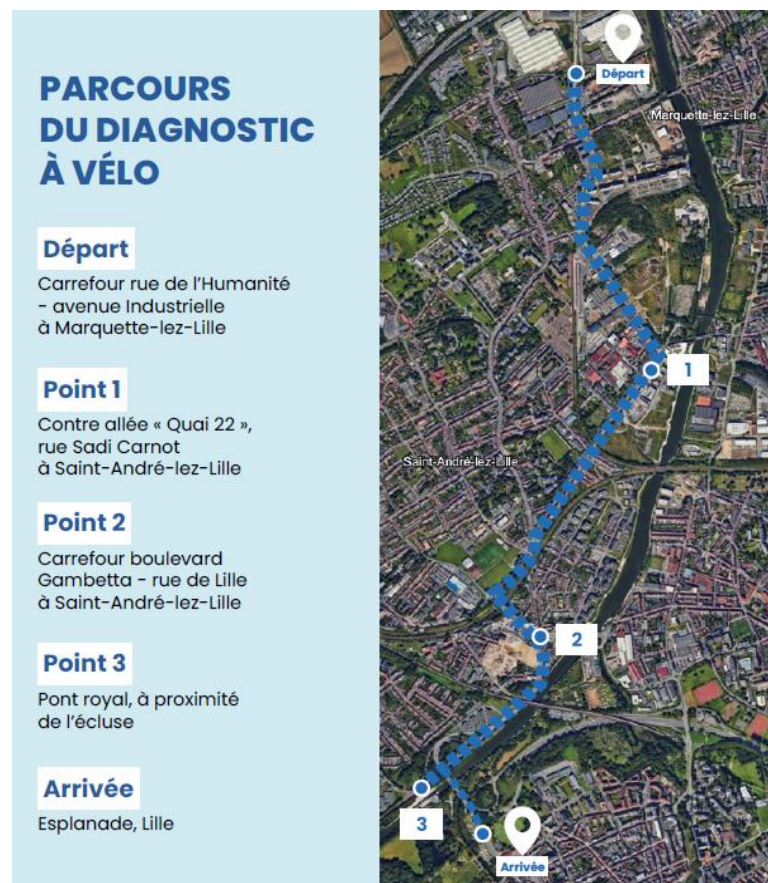 PARCOURS
DU DIAGNOSTIC
À VÉLO
Départ
Carrefour rue de l’Humanité
- avenue Industrielle
à Marquette-lez-Lille
Point 1
Contre allée « Quai 22 »,
rue Sadi Carnot
à Saint-André-lez-Lille
Point 2
Carrefour boulevard
Gambetta - rue de Lille
à Saint-André-lez-Lille
Point 3
Pont royal, à proximité
de l’écluse
Arrivée
Esplanade, Lille
Départ
Marquette-lez-Lille
1
Saint-André-lez-Lille
2
3
Arrivée